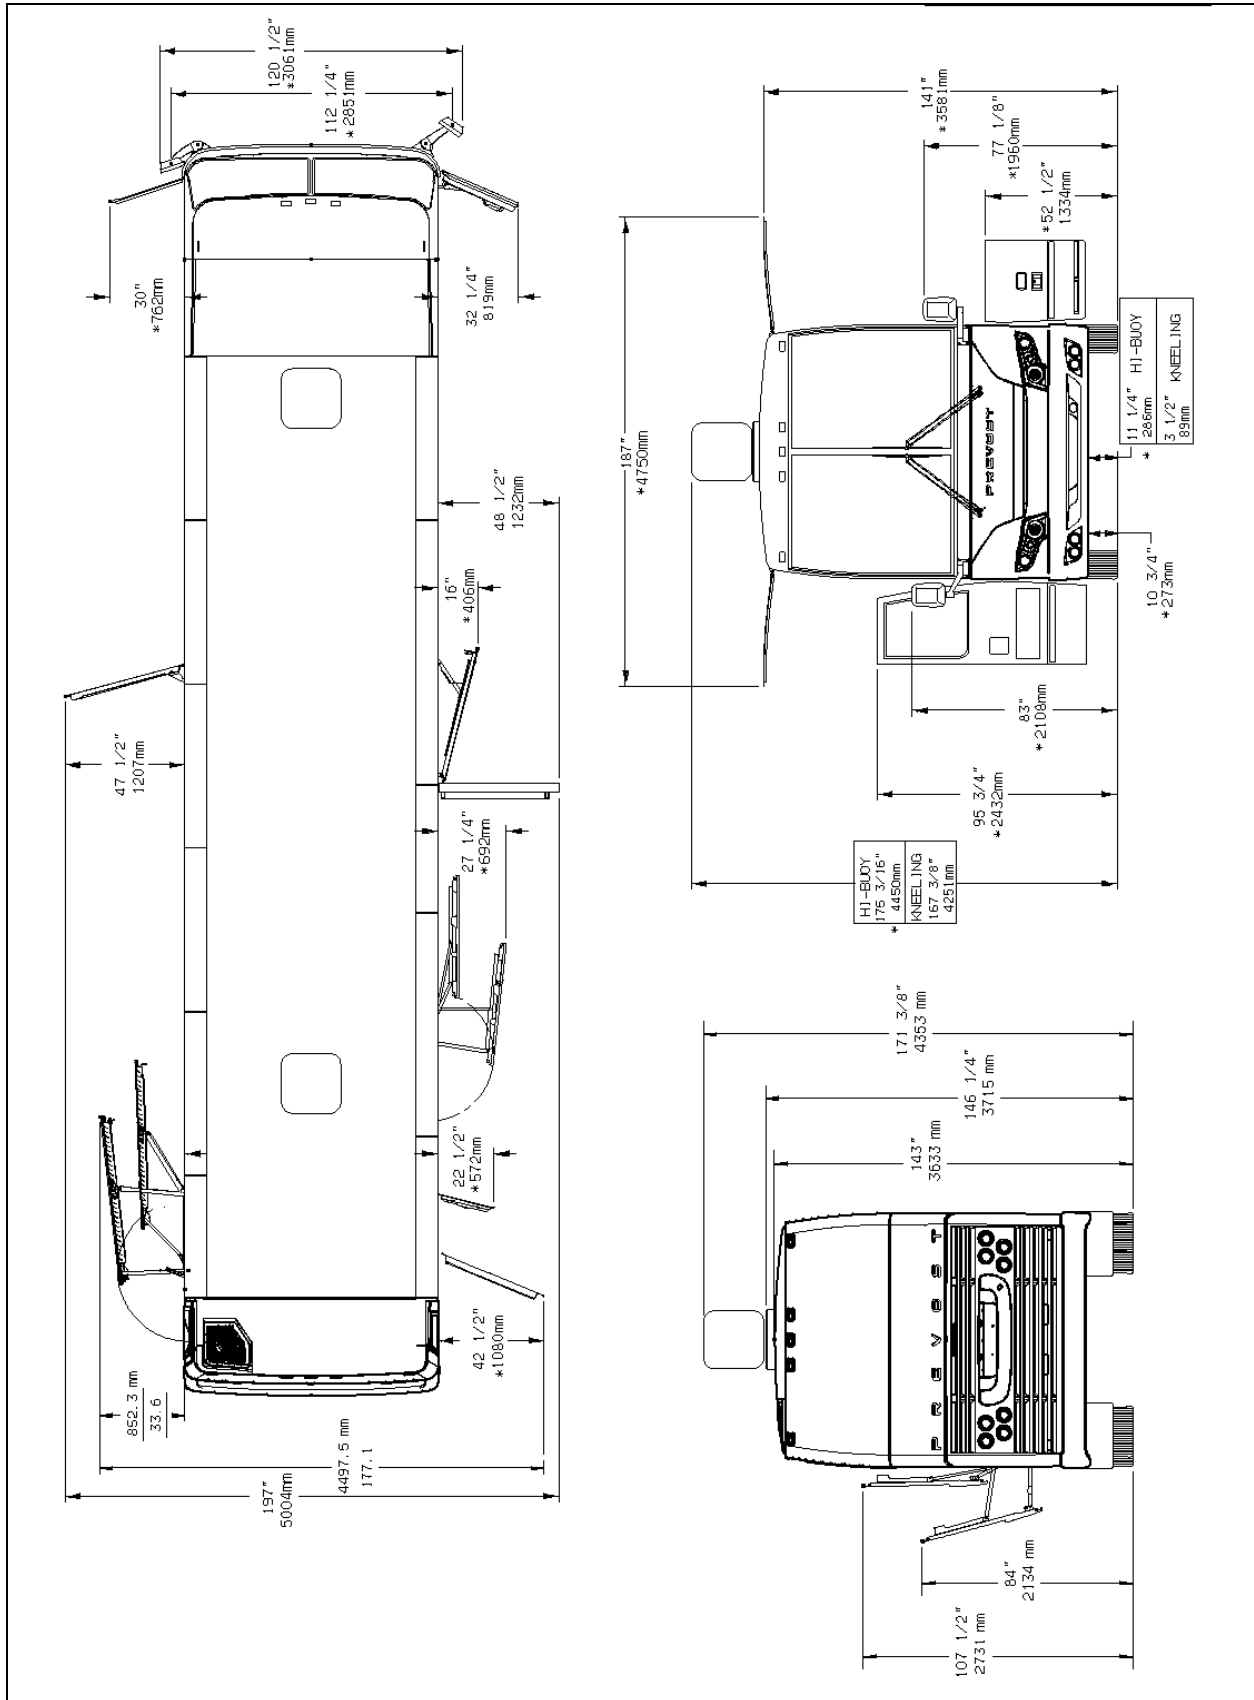 120 1/2"
*3061mm
112 1/4"
*2851mm
30"
*762mm
32 1/4"
819mm
48 1/2"
1232mm
16"
*406mm
47 1/2"
1207mm
27 1/4"
*692mm
22 1/2"
*572mm
42 1/2"
*1080mm
852.3 mm
33.6
4497.5 mm
177.1
197"
5004mm
141"
*3581mm
77 1/8"
*1960mm
*52 1/2"
1334mm
187"
*4750mm
PREVOST
11 1/4" HI-BUOY
* 286mm
3 1/2" KNEELING
89mm
10 3/4"
*273mm
83"
*2108mm
95 3/4"
*2432mm
HI-BUOY
175 3/16"
* 4450mm
KNEELING
167 3/8"
4251mm
171 3/8"
4353 mm
146 1/4"
3715 mm
143"
3633 mm
PREVOST
84"
2134 mm
107 1/2"
2731 mm